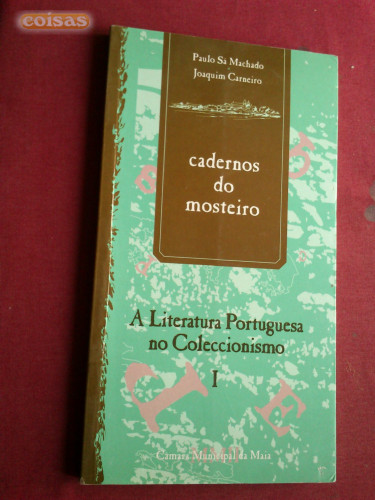 coisas
Paulo Sá Machado
Joaquim Carneiro
cadernos
do
mosteiro
A Literatura Portuguesa
no Coleccionismo
I
Câmara Municipal da Maia